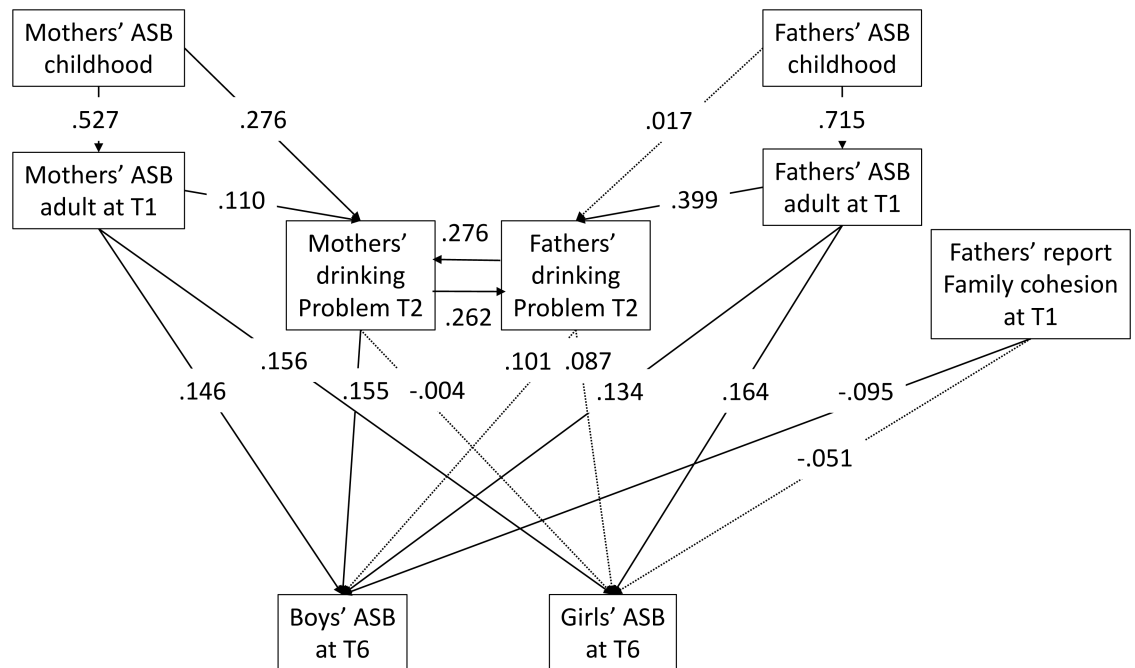 Mothers’ ASB
childhood
Fathers’ ASB
childhood
.527
.276
.017
.715
Mothers’ ASB
adult at T1
.110
.399
Fathers’ ASB
adult at T1
Mothers’
drinking
Problem T2
.276
.262
Fathers’
drinking
Problem T2
Fathers’ report
Family cohesion
at T1
.146
.156
.155
-.004
.101
.087
.134
.164
-.095
-.051
Boys’ ASB
at T6
Girls’ ASB
at T6